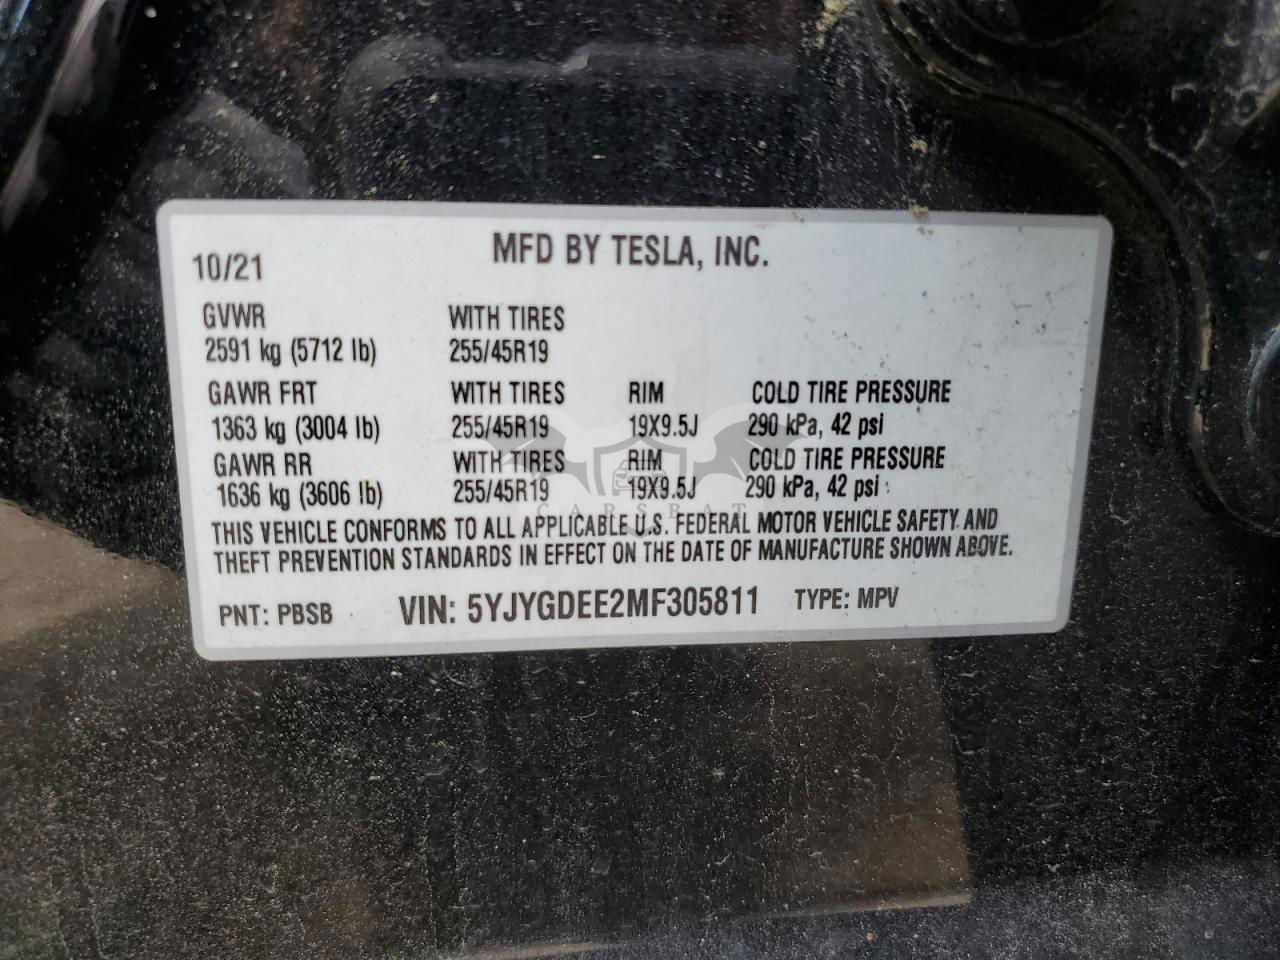 MFD BY TESLA, INC.
10/21
GVWR WITH TIRES
2591 kg (5712 lb) 255/45R19
GAWR FRT WITH TIRES RIM COLD TIRE PRESSURE
1363 kg (3004 lb) 255/45R19 19X9.5J 290 kPa, 42 psi
GAWR RR WITH TIRES RIM COLD TIRE PRESSURE
1636 kg (3606 lb) 255/45R19 19X9.5J 290 kPa, 42 psi
CARSBAT
THIS VEHICLE CONFORMS TO ALL APPLICABLE U.S. FEDERAL MOTOR VEHICLE SAFETY AND
THEFT PREVENTION STANDARDS IN EFFECT ON THE DATE OF MANUFACTURE SHOWN ABOVE.
PNT: PBSB VIN: 5YJYGDEE2MF305811 TYPE: MPV